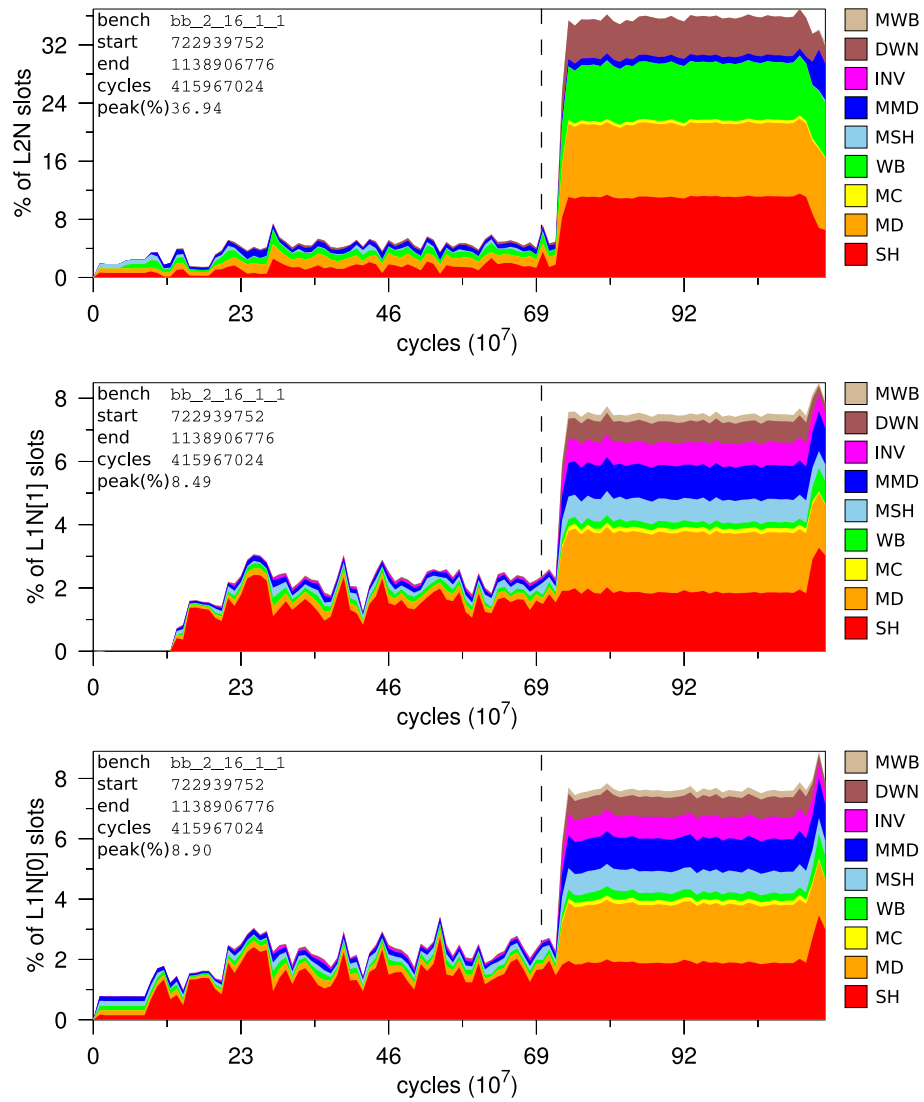 bench bb_2_16_1_1
start 722939752
end 1138906776
cycles 415967024
peak(%)36.94
% of L2N slots
32
24
16
8
0
0 23 46 69 92
cycles (10^7)
MWB
DWN
INV
MMD
MSH
WB
MC
MD
SH
bench bb_2_16_1_1
start 722939752
end 1138906776
cycles 415967024
peak(%)8.49
% of L1N[1] slots
8
6
4
2
0
0 23 46 69 92
cycles (10^7)
MWB
DWN
INV
MMD
MSH
WB
MC
MD
SH
bench bb_2_16_1_1
start 722939752
end 1138906776
cycles 415967024
peak(%)8.90
% of L1N[0] slots
8
6
4
2
0
0 23 46 69 92
cycles (10^7)
MWB
DWN
INV
MMD
MSH
WB
MC
MD
SH